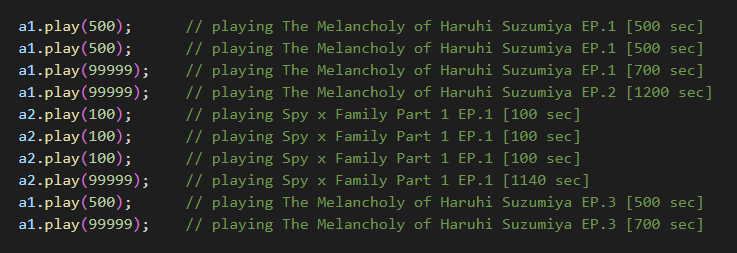 a1.play(500);      // playing The Melancholy of Haruhi Suzumiya EP.1 [500 sec]
a1.play(500);      // playing The Melancholy of Haruhi Suzumiya EP.1 [500 sec]
a1.play(99999);    // playing The Melancholy of Haruhi Suzumiya EP.1 [700 sec]
a1.play(99999);    // playing The Melancholy of Haruhi Suzumiya EP.2 [1200 sec]
a2.play(100);      // playing Spy x Family Part 1 EP.1 [100 sec]
a2.play(100);      // playing Spy x Family Part 1 EP.1 [100 sec]
a2.play(100);      // playing Spy x Family Part 1 EP.1 [100 sec]
a2.play(99999);    // playing Spy x Family Part 1 EP.1 [1140 sec]
a1.play(500);      // playing The Melancholy of Haruhi Suzumiya EP.3 [500 sec]
a1.play(99999);    // playing The Melancholy of Haruhi Suzumiya EP.3 [700 sec]